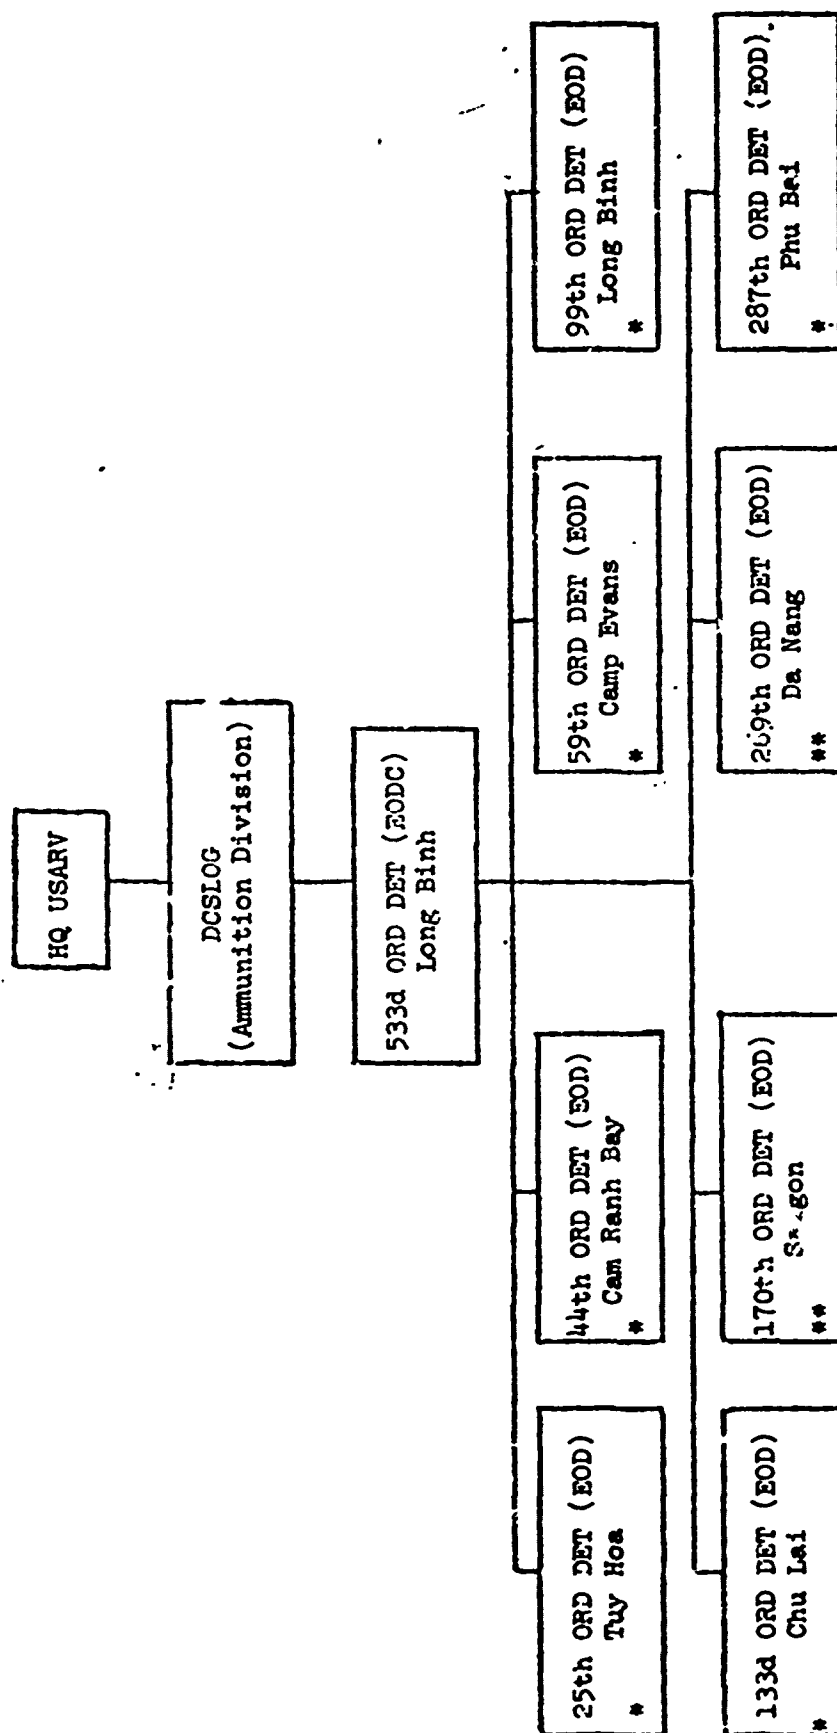 HQ USARV
DCSLOG
(Ammunition Division)
533d ORD DET (EODC)
Long Binh
25th ORD DET (EOD)
Tuy Hoa
*
44th ORD DET (EOD)
Cam Ranh Bay
*
59th ORD DET (EOD)
Camp Evans
*
99th ORD DET (EOD)
Long Binh
*
133d ORD DET (EOD)
Chu Lai
**
170th ORD DET (EOD)
**
ORD DET (EOD)
Da Nang
**
287th ORD DET (EOD)
Phu Bai
*